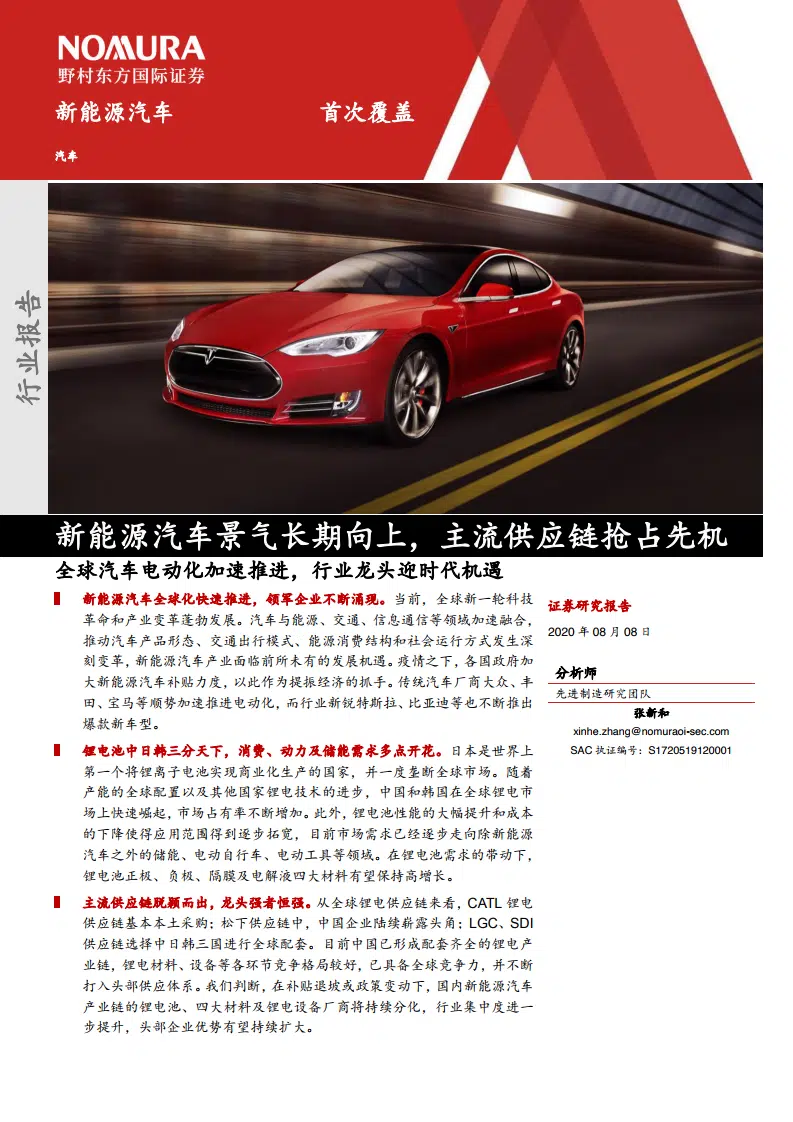 NOMURA
野村东方国际证券
新能源汽车
首次覆盖
汽车
行业报告
新能源汽车景气长期向上，主流供应链抢占先机
全球汽车电动化加速推进，行业龙头迎时代机遇
新能源汽车全球化快速推进，领军企业不断涌现。当前，全球新一轮科技
革命和产业变革蓬勃发展。汽车与能源、交通、信息通信等领域加速融合，
推动汽车产品形态、交通出行模式、能源消费结构和社会运行方式发生深
刻变革，新能源汽车产业面临前所未有的发展机遇。疫情之下，各国政府加
大新能源汽车补贴力度，以此作为提振经济的抓手。传统汽车厂商大众、丰
田、宝马等顺势加速推进电动化，而行业新锐特斯拉、比亚迪等也不断推出
爆款新车型。
锂电池中日韩三分天下，消费、动力及储能需求多点开花。日本是世界上
第一个将锂离子电池实现商业化生产的国家，并一度垄断全球市场。随着
产能的全球配置以及其他国家锂电技术的进步，中国和韩国在全球锂电市
场上快速崛起，市场占有率不断增加。此外，锂电池性能的大幅提升和成本
的下降使得应用范围得到逐步拓宽，目前市场需求已经逐步走向除新能源
汽车之外的储能、电动自行车、电动工具等领域。在锂电池需求的带动下，
锂电池正极、负极、隔膜及电解液四大材料有望保持高增长。
主流供应链脱颖而出，龙头强者恒强。从全球锂电供应链来看，CATL 锂电
供应链基本本土采购；松下供应链中，中国企业陆续崭露头角；LGC、SDI
供应链选择中日韩三国进行全球配套。目前中国已形成配套齐全的锂电产
业链，锂电材料、设备等各环节竞争格局较好，已具备全球竞争力，并不断
打入头部供应体系。我们判断，在补贴退坡或政策变动下，国内新能源汽车
产业链的锂电池、四大材料及锂电设备厂商将持续分化，行业集中度进一
步提升，头部企业优势有望持续扩大。
证券研究报告
2020 年 08 月 08 日
分析师
先进制造研究团队
张新和
xinhe.zhang@nomuraoi-sec.com
SAC 执证编号：S1720519120001